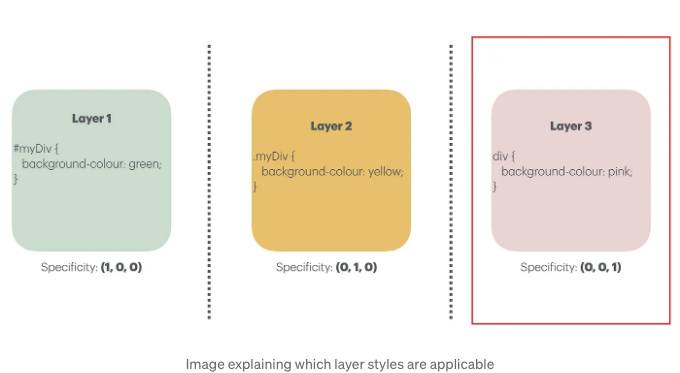 Layer 1
#myDiv {
background-colour: green;
}
Specificity: (1, 0, 0)
Layer 2
.myDiv {
background-colour: yellow;
}
Specificity: (0, 1, 0)
Layer 3
div {
background-colour: pink;
}
Specificity: (0, 0, 1)
Image explaining which layer styles are applicable